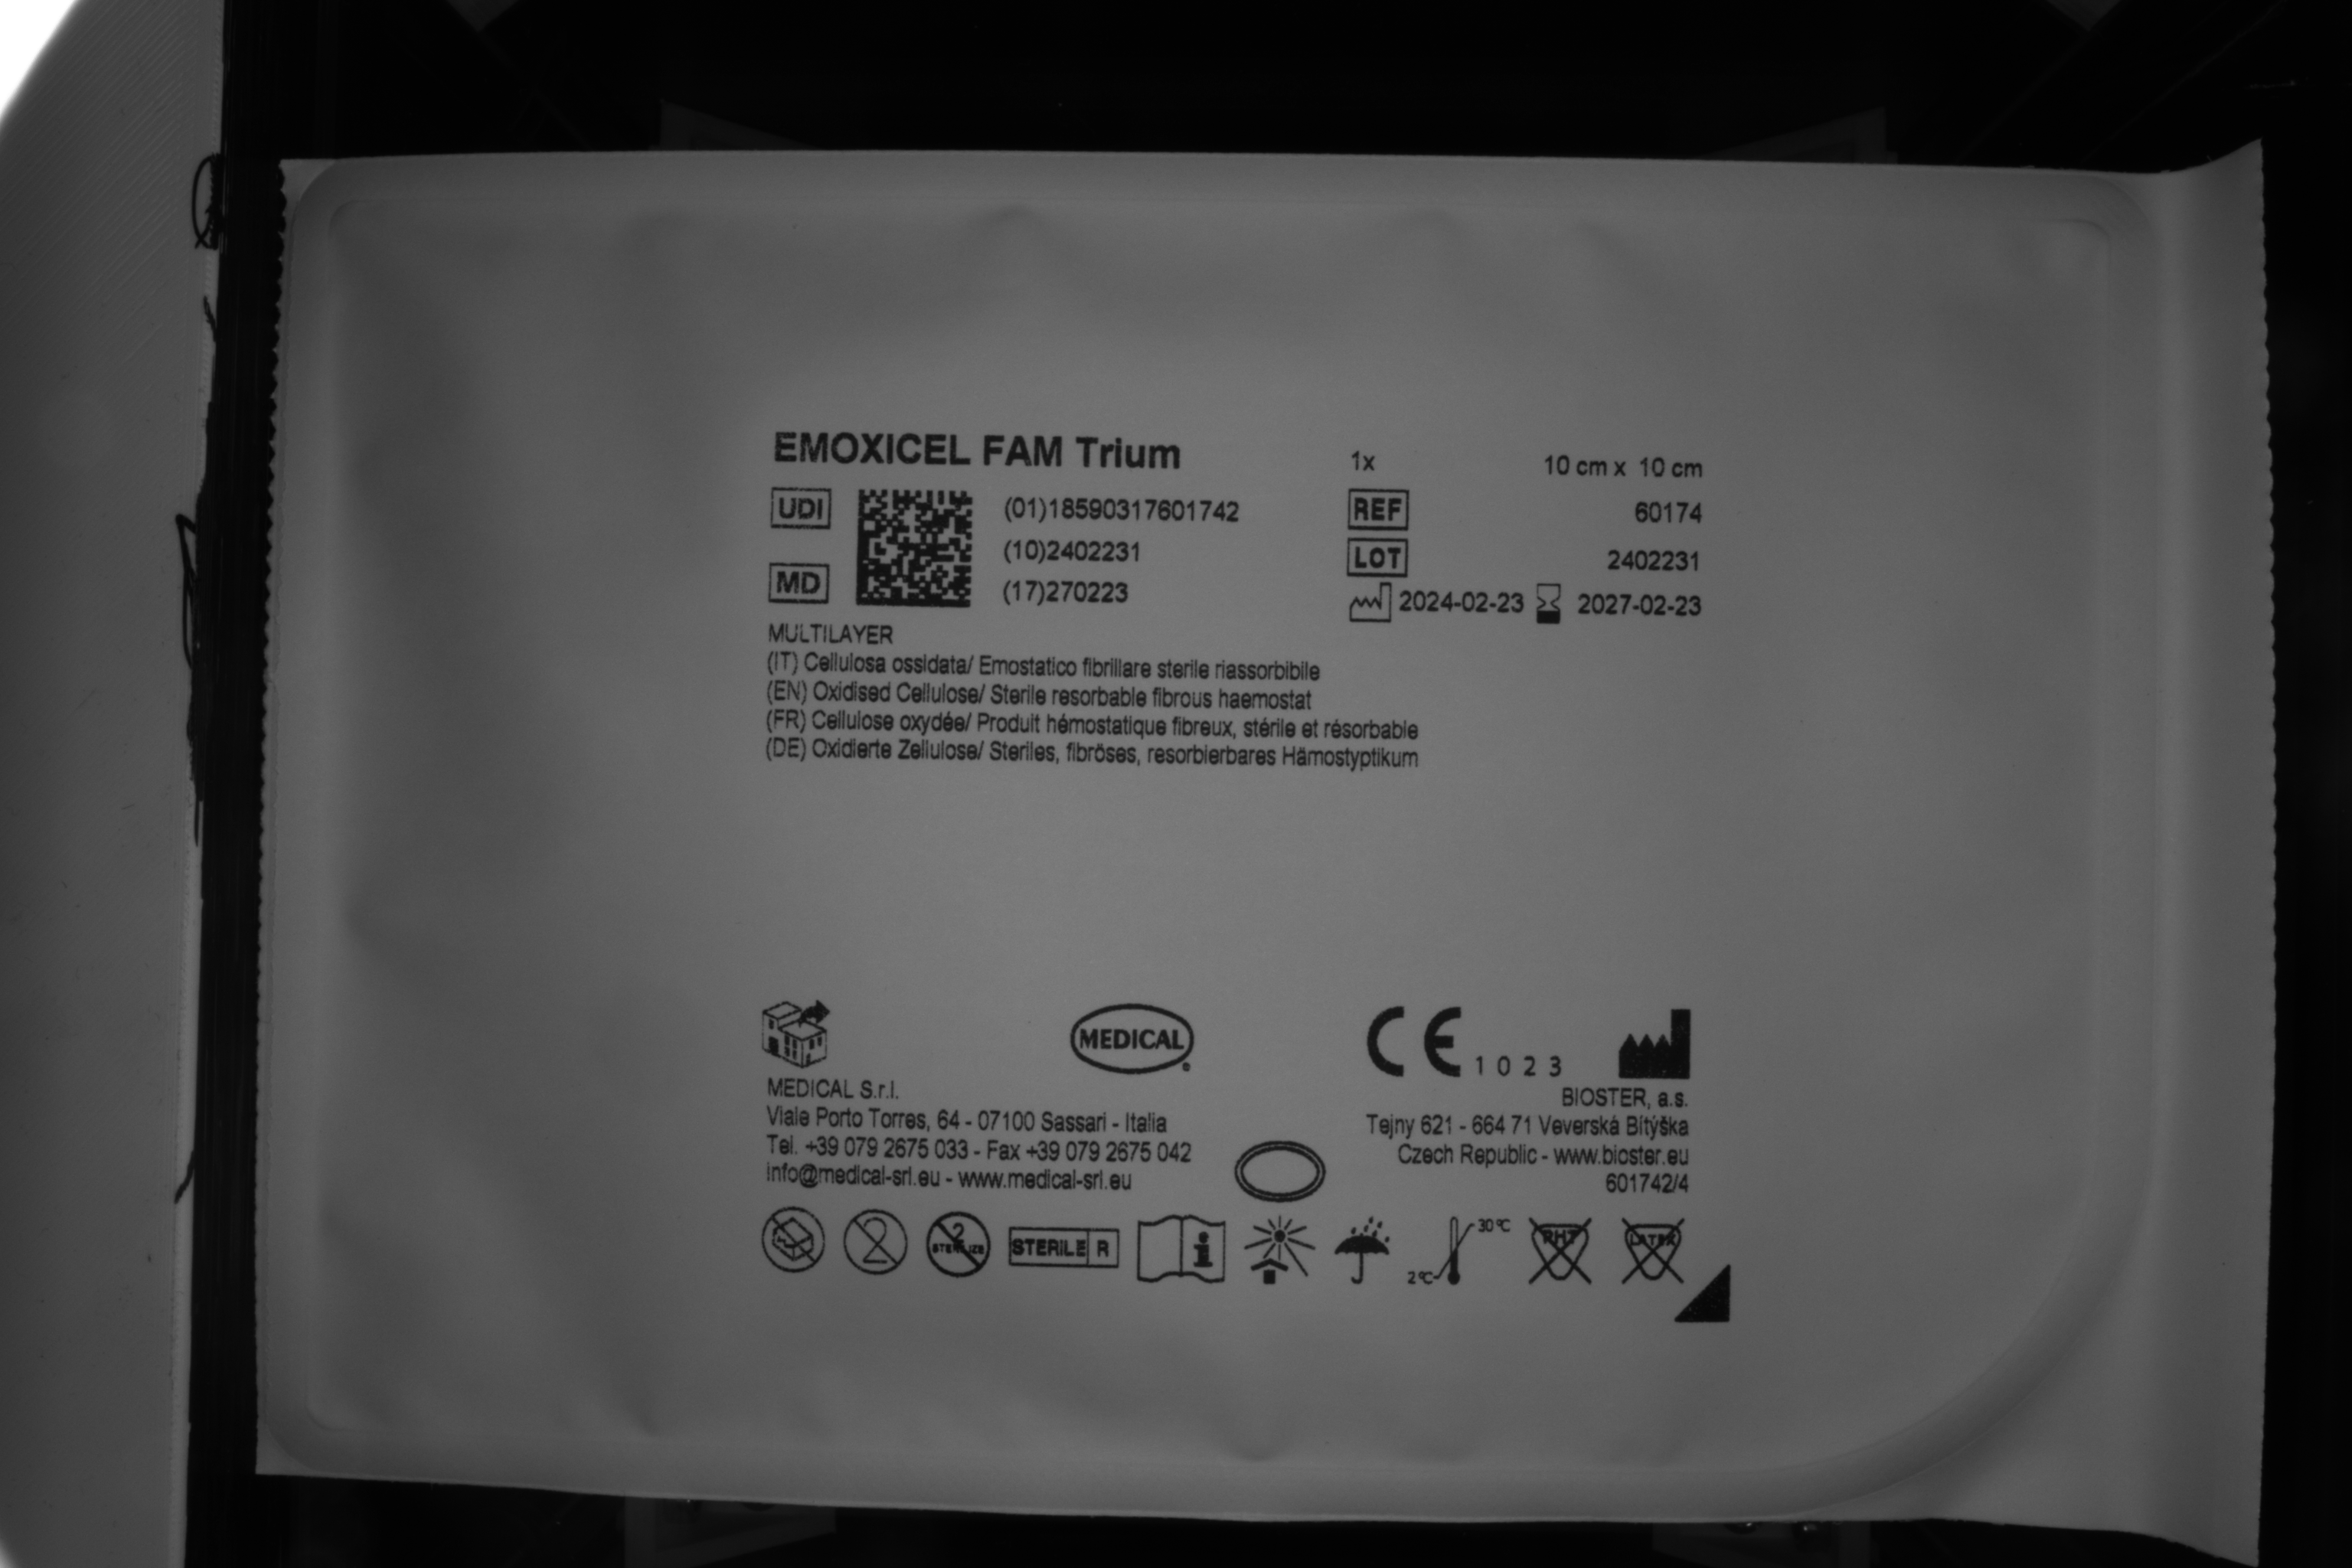 EMOXICEL FAM Trium
1x 10 cm x 10 cm
UDI (01)18590317601742
REF 60174
(10)2402231
LOT 2402231
MD (17)270223
2024-02-23 2027-02-23
MULTILAYER
(IT) Cellulosa ossidata/ Emostatico fibrillare sterile riassorbibile
(EN) Oxidised Cellulose/ Sterile resorbable fibrous haemostat
(FR) Cellulose oxydée/ Produit hémostatique fibreux, stérile et résorbable
(DE) Oxidierte Zellulose/ Steriles, fibröses, resorbierbares Hämostyptikum
MEDICAL
CE 1023
MEDICAL S.r.l.
Viale Porto Torres, 64 - 07100 Sassari - Italia
Tel. +39 079 2675 033 - Fax +39 079 2675 042
info@medical-srl.eu - www.medical-srl.eu
BIOSTER, a.s.
Tejny 621 - 664 71 Veverská Bítýška
Czech Republic - www.bioster.eu
601742/4
2
2 STERILIZE
STERILE R
i
2°C 30°C
PHT
LATEX